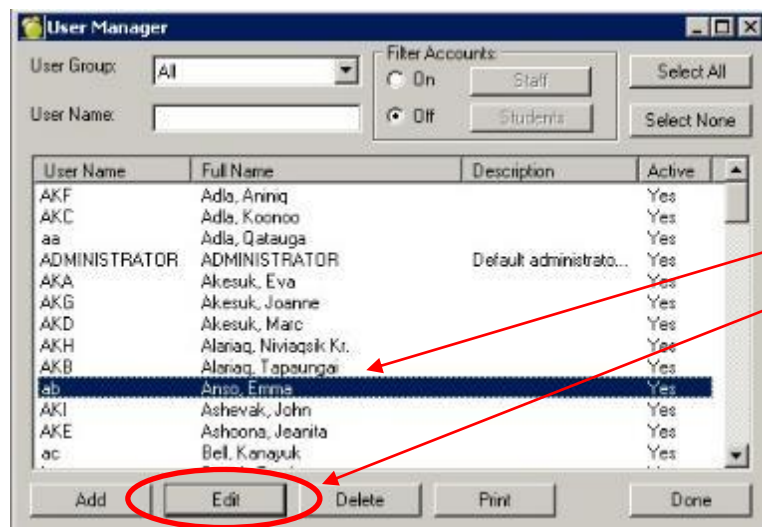 User Manager
User Group: All
Filter Accounts:
On Staff
Select All
User Name:
Off Students
Select None
User Name Full Name Description Active
AKF Adla, Aniniq Yes
AKC Adla, Koonoo Yes
aa Adla, Qatauga Yes
ADMINISTRATOR ADMINISTRATOR Default administrato... Yes
AKA Akesuk, Eva Yes
AKG Akesuk, Joanne Yes
AKD Akesuk, Marc Yes
AKH Alariaq, Niviaqsik Kr. Yes
AKB Alariaq, Tapaungai Yes
ab Anso, Emma Yes
AKI Ashevak, John Yes
AKE Ashoona, Jeanita Yes
ac Bell, Kanayuk Yes
Add Edit Delete Print Done